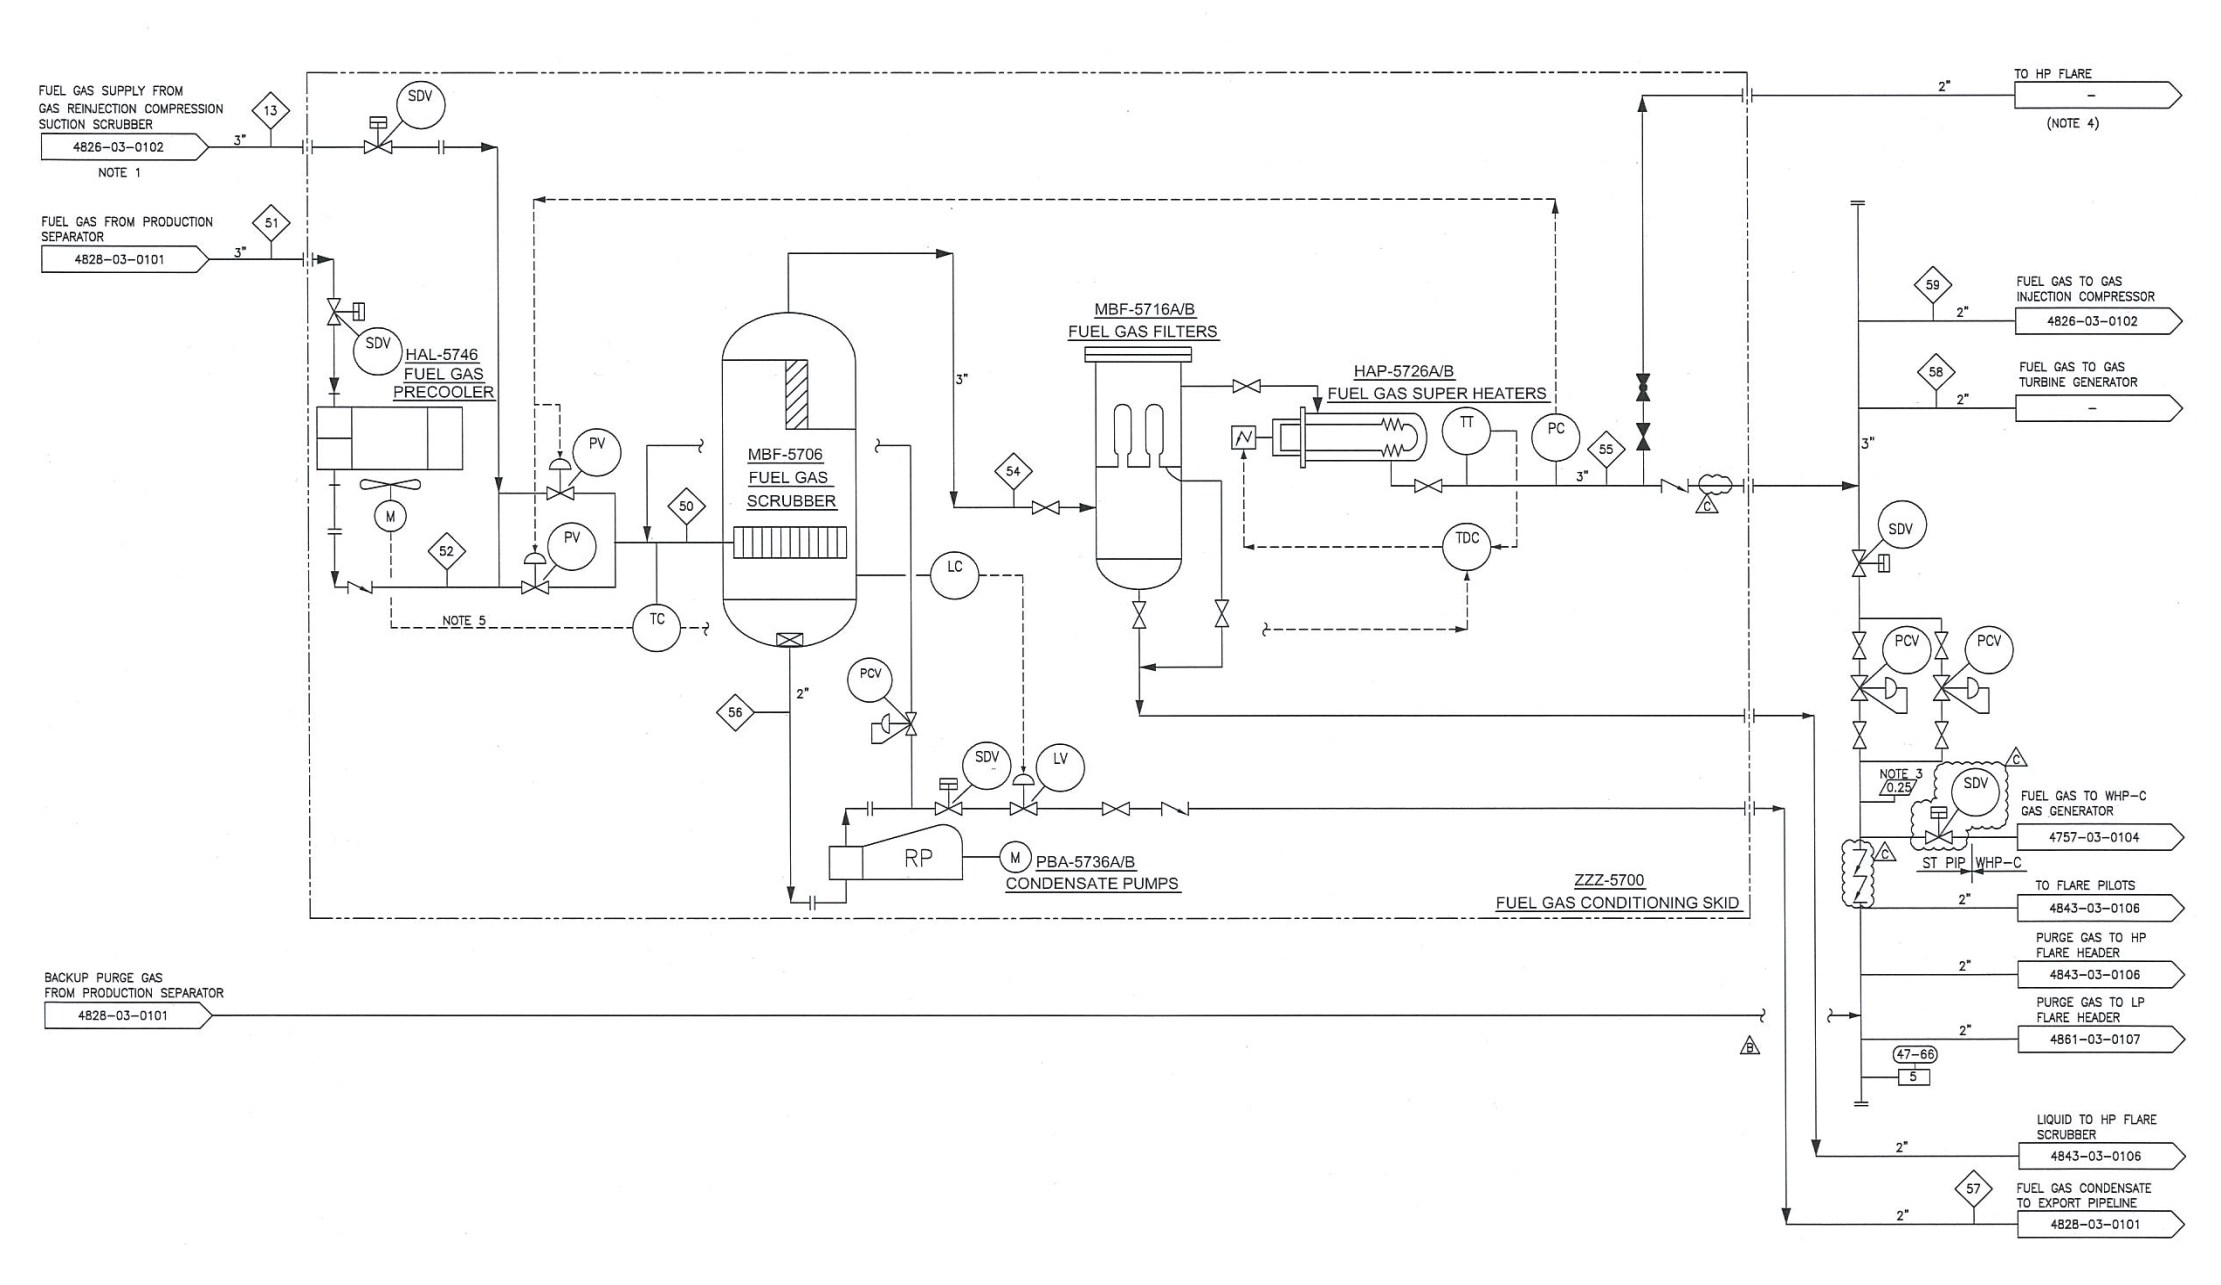 FUEL GAS SUPPLY FROM
GAS REINJECTION COMPRESSION
SUCTION SCRUBBER
4826-03-0102
NOTE 1
3"
13
SDV
FUEL GAS FROM PRODUCTION
SEPARATOR
4828-03-0101
3"
51
SDV
HAL-5746
FUEL GAS
PRECOOLER
M
52
NOTE 5
PV
PV
50
TC
MBF-5706
FUEL GAS
SCRUBBER
LC
3"
54
MBF-5716A/B
FUEL GAS FILTERS
HAP-5726A/B
FUEL GAS SUPER HEATERS
TT
PC
TDC
3"
55
C
56
2"
PCV
SDV
LV
RP
M
PBA-5736A/B
CONDENSATE PUMPS
ZZZ-5700
FUEL GAS CONDITIONING SKID
BACKUP PURGE GAS
FROM PRODUCTION SEPARATOR
4828-03-0101
B
TO HP FLARE
2"
-
(NOTE 4)
59
2"
FUEL GAS TO GAS
INJECTION COMPRESSOR
4826-03-0102
58
2"
FUEL GAS TO GAS
TURBINE GENERATOR
-
3"
SDV
PCV
PCV
NOTE 3
0.25
SDV
C
FUEL GAS TO WHP-C
GAS GENERATOR
4757-03-0104
C
ST PIP
WHP-C
TO FLARE PILOTS
2"
4843-03-0106
PURGE GAS TO HP
FLARE HEADER
2"
4843-03-0106
PURGE GAS TO LP
FLARE HEADER
2"
4861-03-0107
47-66
5
LIQUID TO HP FLARE
SCRUBBER
2"
4843-03-0106
57
FUEL GAS CONDENSATE
TO EXPORT PIPELINE
2"
4828-03-0101